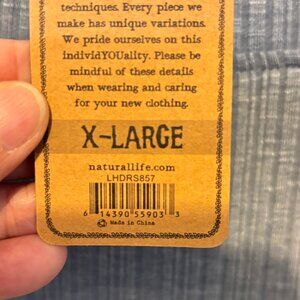 techniques. Every piece we
make has unique variations.
We pride ourselves on this
individYOUality. Please be
mindful of these details
when wearing and caring
for your new clothing.
X-LARGE
naturallife.com
LHDRS857
6 14390 55903 3
Made in China